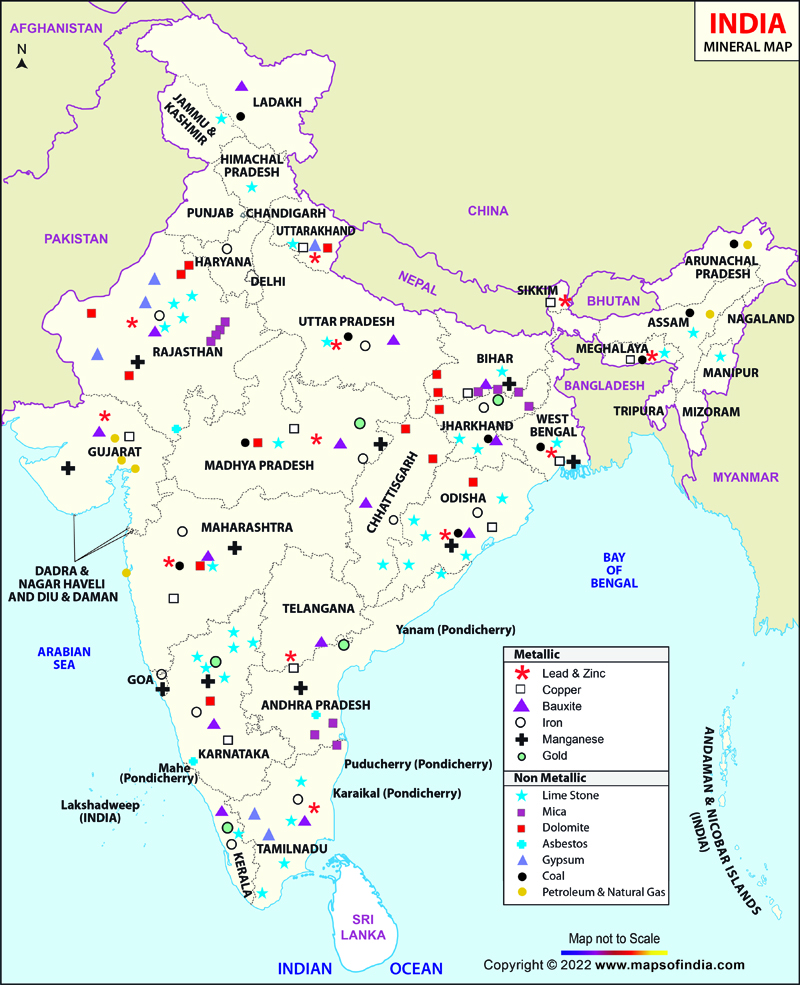 INDIA
MINERAL MAP
AFGHANISTAN
N
LADAKH
JAMMU &
KASHMIR
HIMACHAL
PRADESH
PUNJAB
CHANDIGARH
UTTARAKHAND
CHINA
PAKISTAN
HARYANA
DELHI
NEPAL
SIKKIM
BHUTAN
ARUNACHAL
PRADESH
UTTAR PRADESH
ASSAM
NAGALAND
RAJASTHAN
BIHAR
MEGHALAYA
MANIPUR
BANGLADESH
TRIPURA
MIZORAM
JHARKHAND
WEST
BENGAL
GUJARAT
MADHYA PRADESH
MYANMAR
CHHATTISGARH
ODISHA
MAHARASHTRA
DADRA &
NAGAR HAVELI
AND DIU & DAMAN
BAY
OF
BENGAL
TELANGANA
Yanam (Pondicherry)
ARABIAN
SEA
GOA
ANDHRA PRADESH
KARNATAKA
Mahe
(Pondicherry)
Puducherry (Pondicherry)
Karaikal (Pondicherry)
Lakshadweep
(INDIA)
TAMILNADU
KERALA
SRI
LANKA
INDIAN OCEAN
ANDAMAN & NICOBAR ISLANDS
(INDIA)
Metallic
Lead & Zinc
Copper
Bauxite
Iron
Manganese
Gold
Non Metallic
Lime Stone
Mica
Dolomite
Asbestos
Gypsum
Coal
Petroleum & Natural Gas
Map not to Scale
Copyright © 2022 www.mapsofindia.com